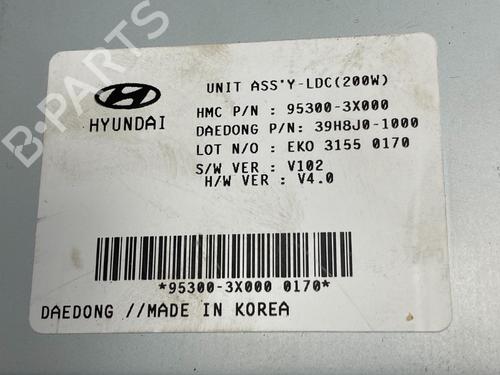 UNIT ASS'Y-LDC(200W)
HYUNDAI
HMC P/N : 95300-3X000
DAEDONG P/N: 39H8J0-1000
LOT N/O : EKO 3155 0170
S/W VER : V102
H/W VER : V4.0
*95300-3X000 0170*
DAEDONG //MADE IN KOREA